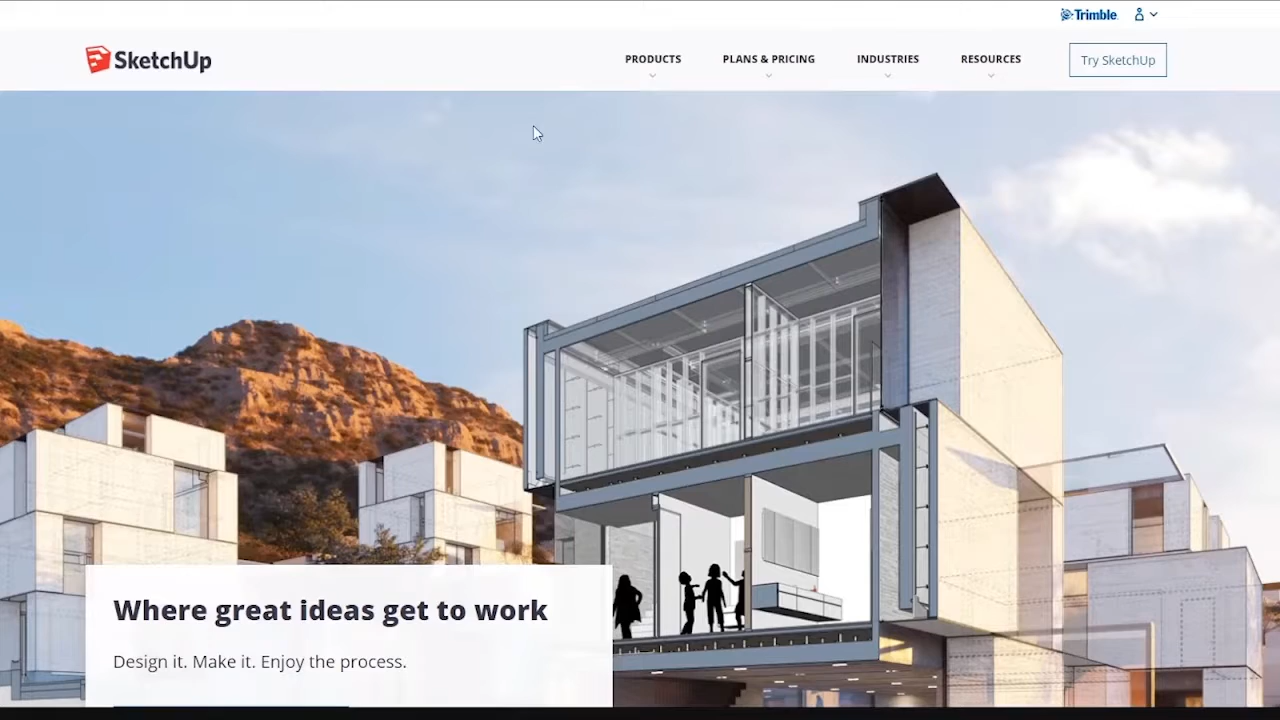 Trimble
SketchUp
PRODUCTS
PLANS & PRICING
INDUSTRIES
RESOURCES
Try SketchUp
Where great ideas get to work
Design it. Make it. Enjoy the process.